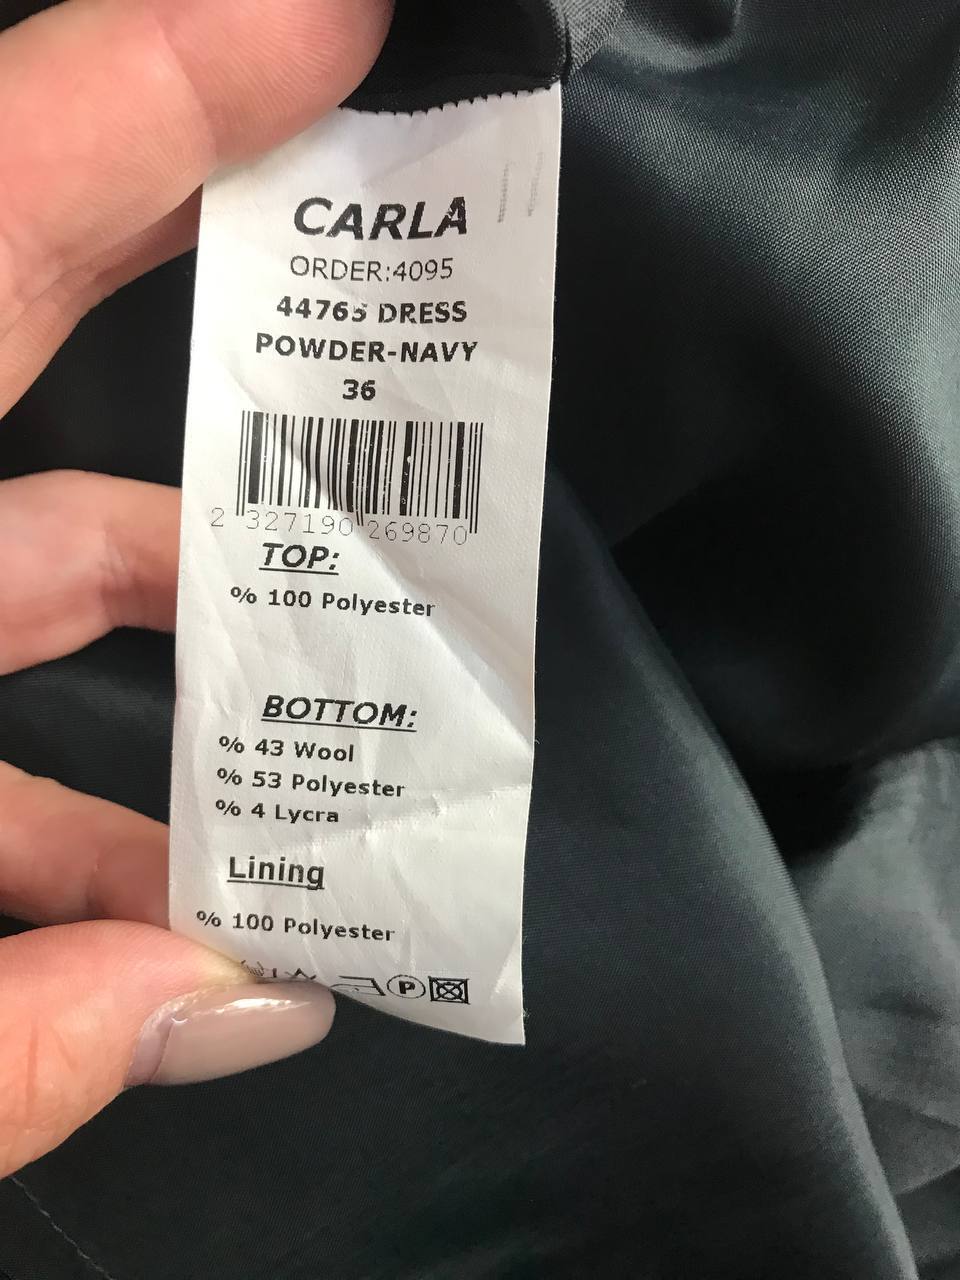 CARLA
ORDER:4095
44765 DRESS
POWDER-NAVY
36
2 327190 269870
TOP:
% 100 Polyester
BOTTOM:
% 43 Wool
% 53 Polyester
% 4 Lycra
Lining
% 100 Polyester
P